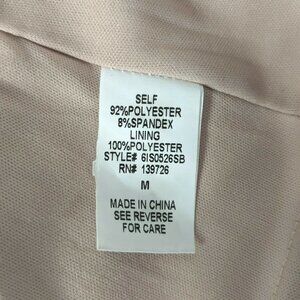 SELF
92%POLYESTER
8%SPANDEX
LINING
100%POLYESTER
STYLE# 6IS0526SB
RN# 139726
M
MADE IN CHINA
SEE REVERSE
FOR CARE